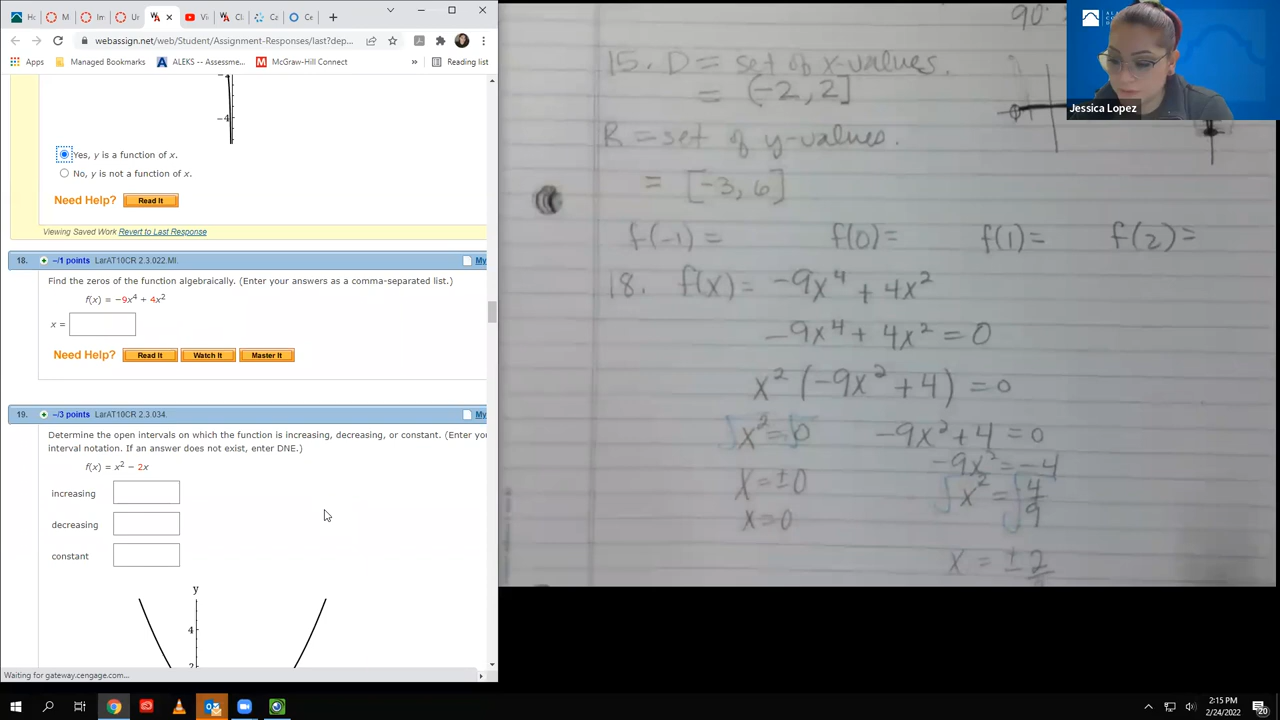 webassign.net/web/Student/Assignment-Responses/last?dep...
Apps
Managed Bookmarks
ALEKS -- Assessme...
McGraw-Hill Connect
»
Reading list
-4
Yes, y is a function of x.
No, y is not a function of x.
Need Help? Read It
Viewing Saved Work Revert to Last Response
18. -/1 points LarAT10CR 2.3.022.MI. My
Find the zeros of the function algebraically. (Enter your answers as a comma-separated list.)
f(x) = −9x⁴ + 4x²
x =
Need Help? Read It Watch It Master It
19. -/3 points LarAT10CR 2.3.034. My
Determine the open intervals on which the function is increasing, decreasing, or constant. (Enter you
interval notation. If an answer does not exist, enter DNE.)
f(x) = x² − 2x
increasing
decreasing
constant
y
4
2
Waiting for gateway.cengage.com...
90°
15. D = set of x-values.
= (-2, 2]
R = set of y-values.
= [-3, 6]
f(-1) = f(0)= f(1)= f(2)=
18. f(x) = -9x⁴ + 4x²
-9x⁴ + 4x² = 0
x² (-9x² + 4) = 0
√x² = √0 -9x² + 4 = 0
-9x² = -4
x = ±0 √x² = √4/9
x = 0
x = ± 2
Jessica Lopez
2:15 PM
2/24/2022
20